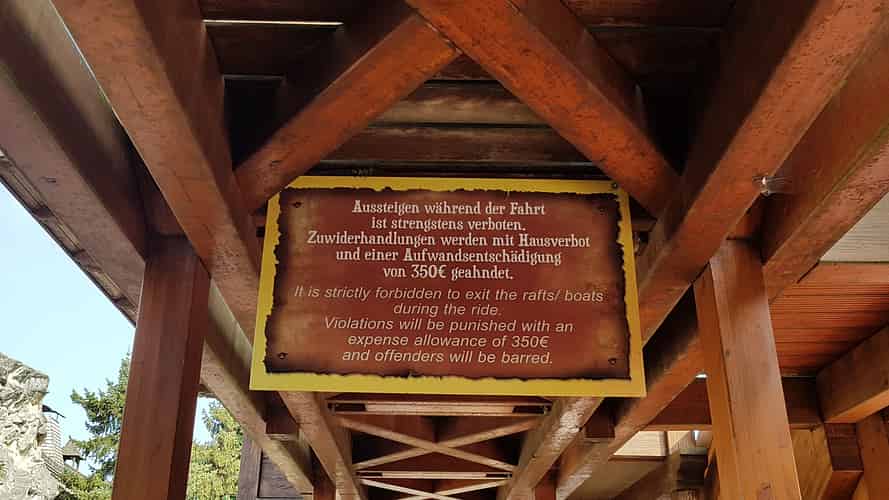 Aussteigen während der Fahrt
ist strengstens verboten.
Zuwiderhandlungen werden mit Hausverbot
und einer Aufwandsentschädigung
von 350€ geahndet.
It is strictly forbidden to exit the rafts/ boats
during the ride.
Violations will be punished with an
expense allowance of 350€
and offenders will be barred.